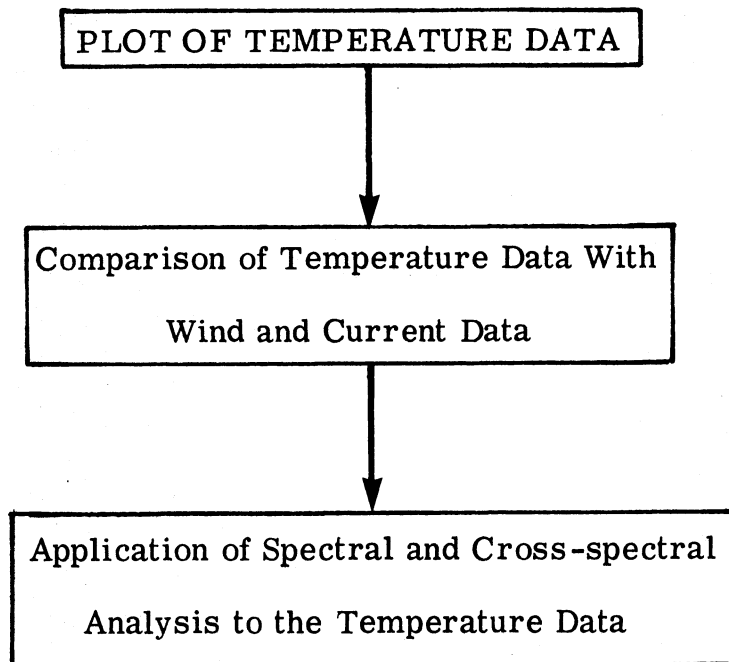 PLOT OF TEMPERATURE DATA
Comparison of Temperature Data With
Wind and Current Data
Application of Spectral and Cross-spectral
Analysis to the Temperature Data